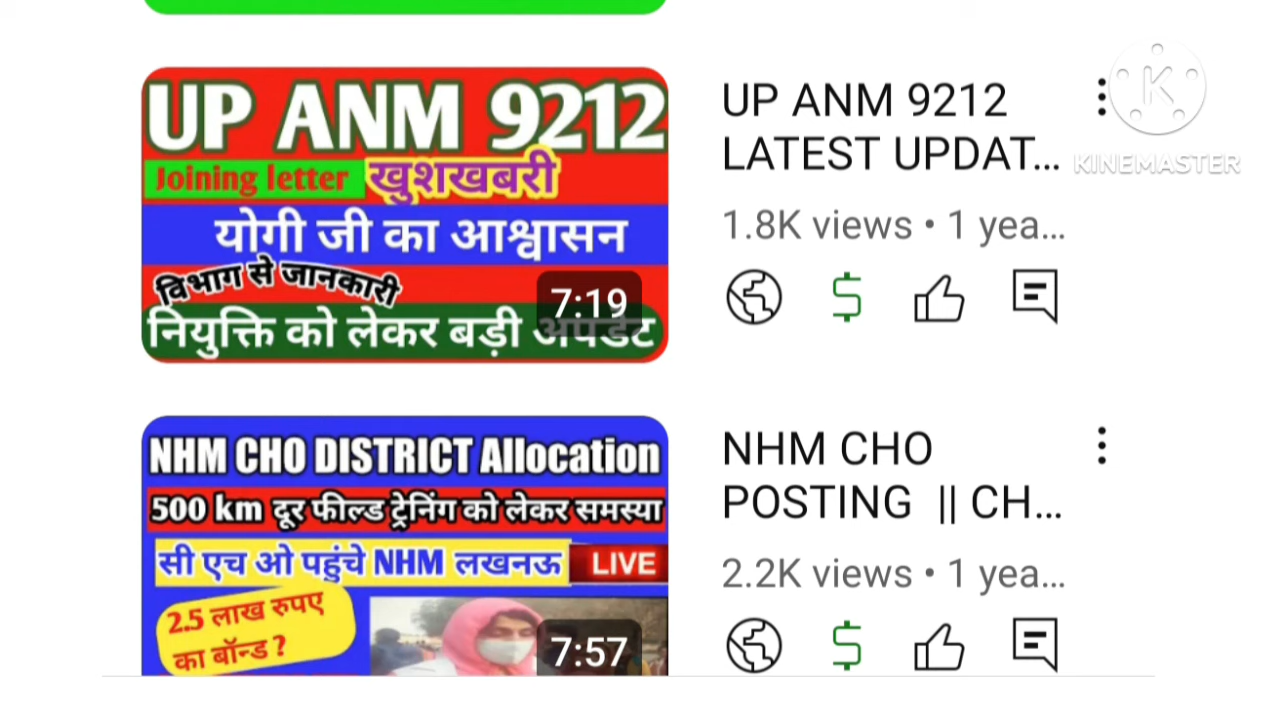 UP ANM 9212
Joining letter खुशखबरी
योगी जी का आश्वासन
विभाग से जानकारी
नियुक्ति को लेकर बड़ी अपडेट
7:19
UP ANM 9212
LATEST UPDAT...
1.8K views • 1 yea...
K
KINEMASTER
NHM CHO DISTRICT Allocation
500 km दूर फील्ड ट्रेनिंग को लेकर समस्या
सी एच ओ पहुंचे NHM लखनऊ LIVE
2.5 लाख रुपए
का बॉन्ड ?
7:57
NHM CHO
POSTING || CH...
2.2K views • 1 yea...